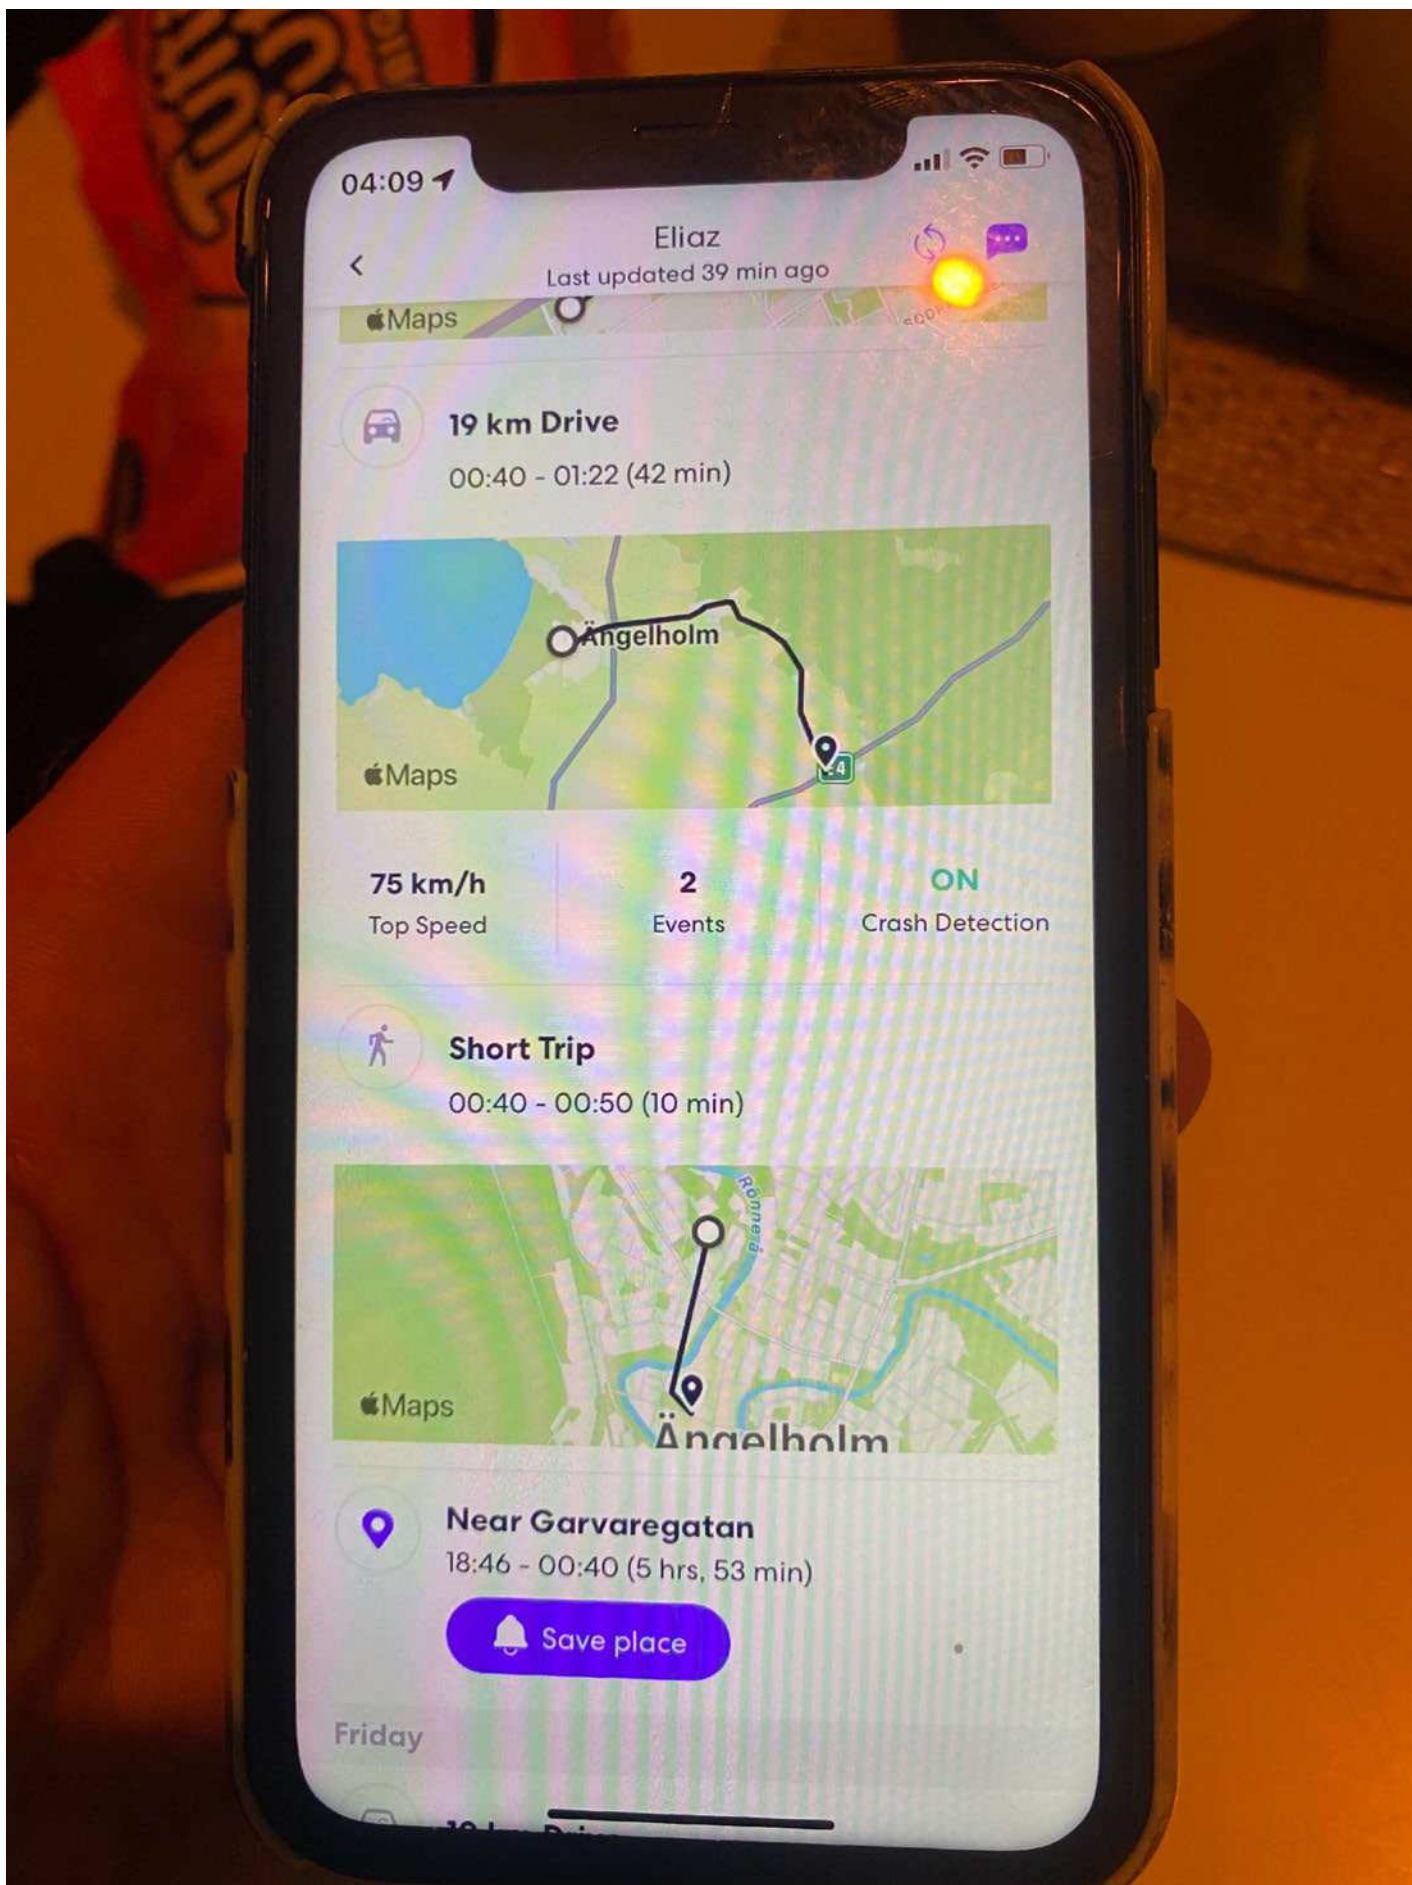 04:09
Eliaz
Last updated 39 min ago
Maps
19 km Drive
00:40 - 01:22 (42 min)
Ängelholm
Maps
75 km/h
2
ON
Top Speed
Events
Crash Detection
Short Trip
00:40 - 00:50 (10 min)
Rönne å
Maps
Ängelholm
Near Garvaregatan
18:46 - 00:40 (5 hrs, 53 min)
Save place
Friday